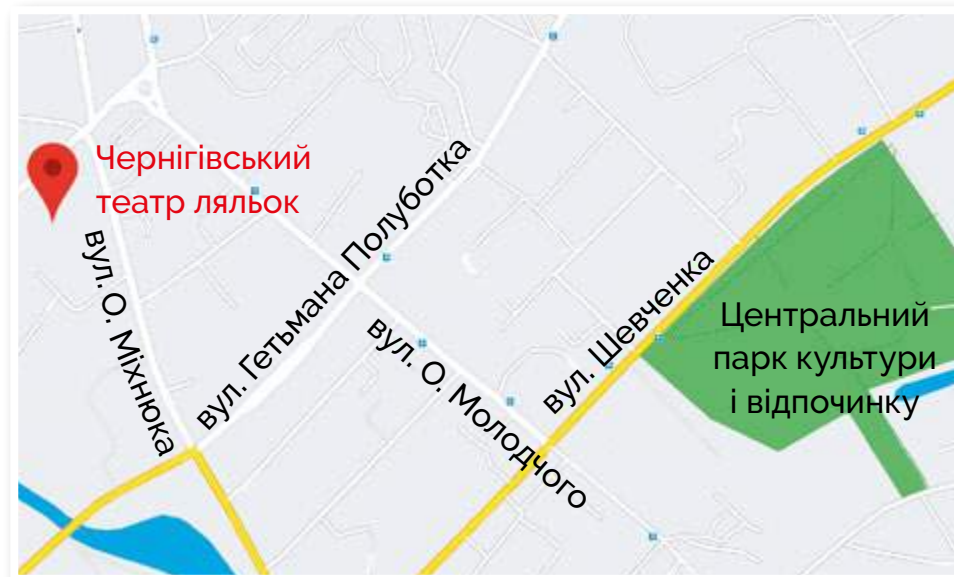 Чернігівський
театр ляльок
вул. О. Міхнюка
вул. Гетьмана Полуботка
вул. О. Молодчого
вул. Шевченка
Центральний
парк культури
і відпочинку